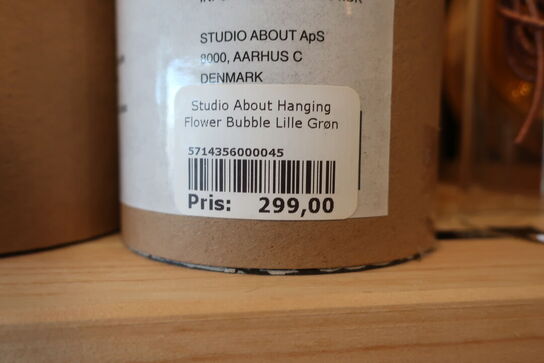 STUDIO ABOUT ApS
8000, AARHUS C
DENMARK
Studio About Hanging
Flower Bubble Lille Grøn
5714356000045
Pris: 299,00